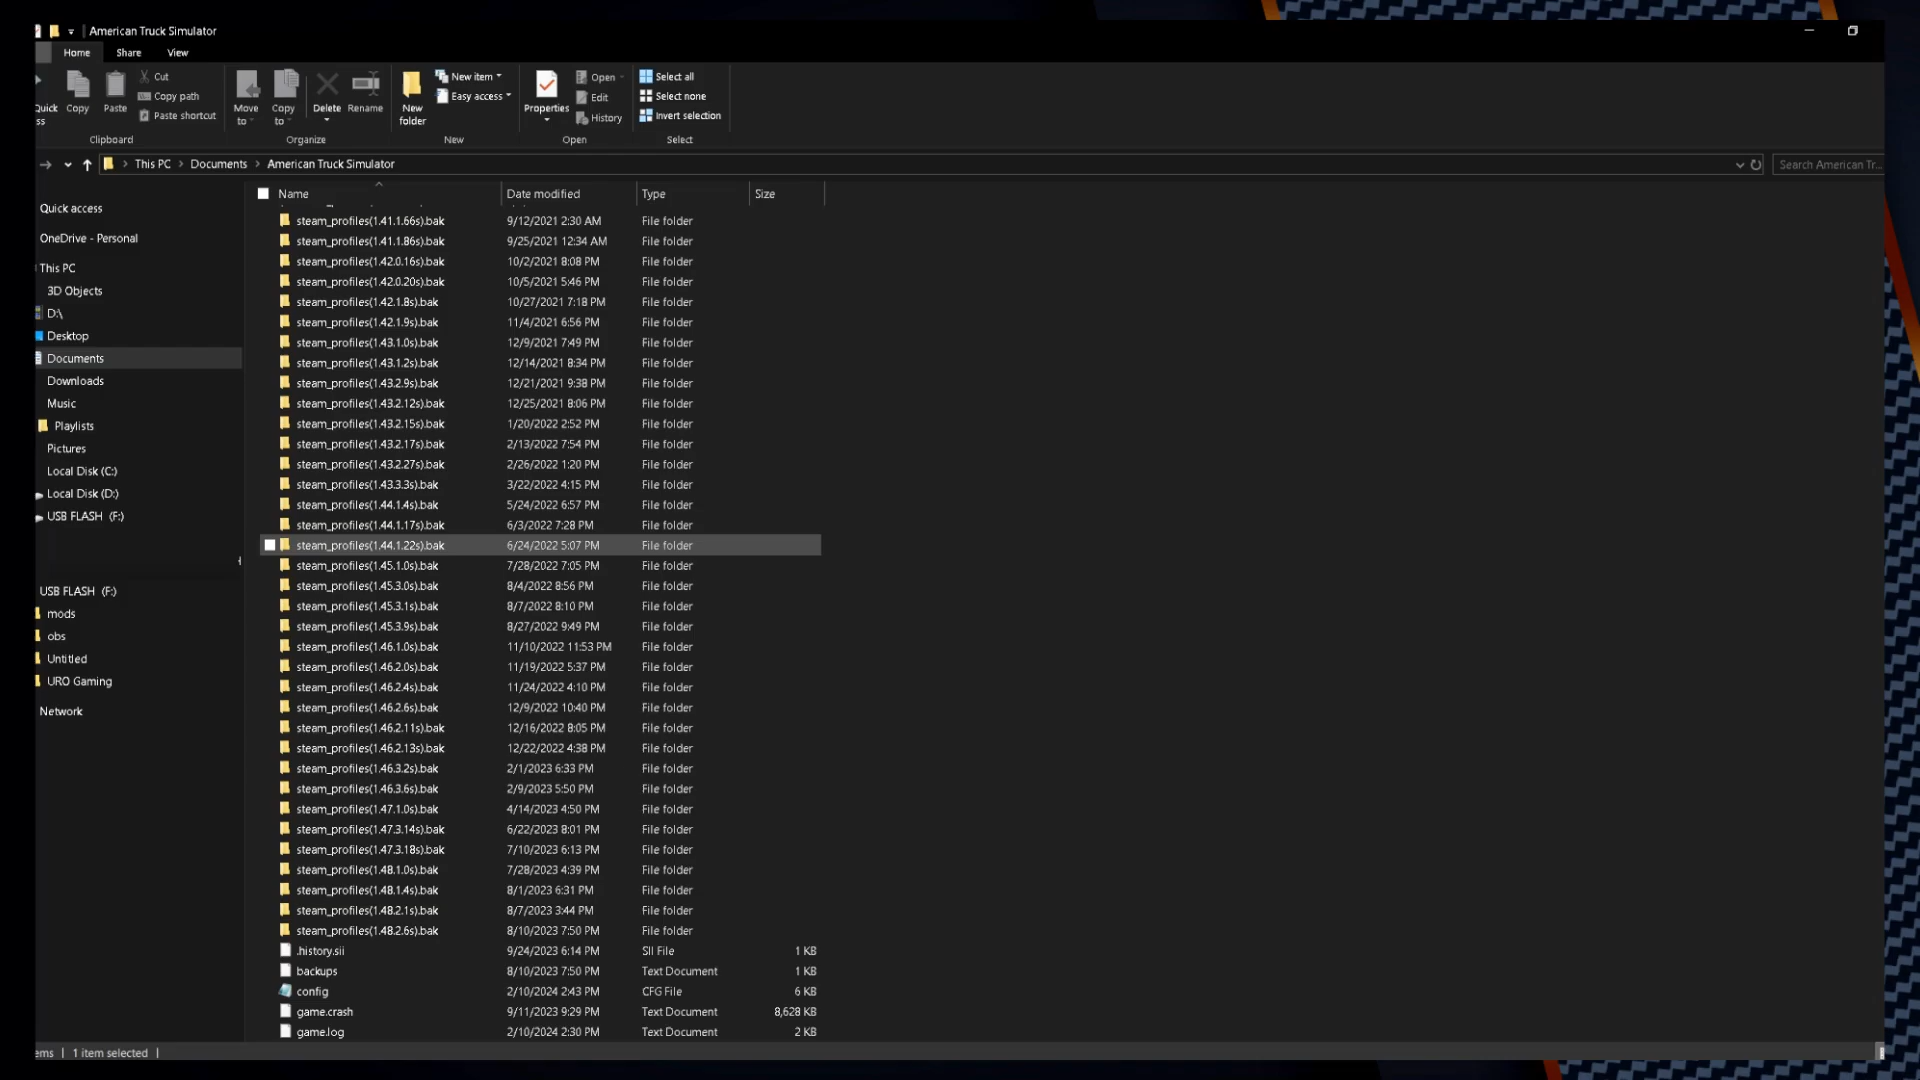 American Truck Simulator
Home Share View
Cut
Copy path
Paste shortcut
Copy
Paste
Clipboard
Move to
Copy to
Delete
Rename
Organize
New folder
New item
Easy access
New
Properties
Open
Edit
History
Open
Select all
Select none
Invert selection
Select
This PC > Documents > American Truck Simulator
Search American Tr...
Quick access
OneDrive - Personal
This PC
3D Objects
D:\
Desktop
Documents
Downloads
Music
Playlists
Pictures
Local Disk (C:)
Local Disk (D:)
USB FLASH (F:)
USB FLASH (F:)
mods
obs
Untitled
URO Gaming
Network
Name Date modified Type Size
steam_profiles(1.41.1.66s).bak 9/12/2021 2:30 AM File folder
steam_profiles(1.41.1.86s).bak 9/25/2021 12:34 AM File folder
steam_profiles(1.42.0.16s).bak 10/2/2021 8:08 PM File folder
steam_profiles(1.42.0.20s).bak 10/5/2021 5:46 PM File folder
steam_profiles(1.42.1.8s).bak 10/27/2021 7:18 PM File folder
steam_profiles(1.42.1.9s).bak 11/4/2021 6:56 PM File folder
steam_profiles(1.43.1.0s).bak 12/9/2021 7:49 PM File folder
steam_profiles(1.43.1.2s).bak 12/14/2021 8:34 PM File folder
steam_profiles(1.43.2.9s).bak 12/21/2021 9:38 PM File folder
steam_profiles(1.43.2.12s).bak 12/25/2021 8:06 PM File folder
steam_profiles(1.43.2.15s).bak 1/20/2022 2:52 PM File folder
steam_profiles(1.43.2.17s).bak 2/13/2022 7:54 PM File folder
steam_profiles(1.43.2.27s).bak 2/26/2022 1:20 PM File folder
steam_profiles(1.43.3.3s).bak 3/22/2022 4:15 PM File folder
steam_profiles(1.44.1.4s).bak 5/24/2022 6:57 PM File folder
steam_profiles(1.44.1.17s).bak 6/3/2022 7:28 PM File folder
steam_profiles(1.44.1.22s).bak 6/24/2022 5:07 PM File folder
steam_profiles(1.45.1.0s).bak 7/28/2022 7:05 PM File folder
steam_profiles(1.45.3.0s).bak 8/4/2022 8:56 PM File folder
steam_profiles(1.45.3.1s).bak 8/7/2022 8:10 PM File folder
steam_profiles(1.45.3.9s).bak 8/27/2022 9:49 PM File folder
steam_profiles(1.46.1.0s).bak 11/10/2022 11:53 PM File folder
steam_profiles(1.46.2.0s).bak 11/19/2022 5:37 PM File folder
steam_profiles(1.46.2.4s).bak 11/24/2022 4:10 PM File folder
steam_profiles(1.46.2.6s).bak 12/9/2022 10:40 PM File folder
steam_profiles(1.46.2.11s).bak 12/16/2022 8:05 PM File folder
steam_profiles(1.46.2.13s).bak 12/22/2022 4:38 PM File folder
steam_profiles(1.46.3.2s).bak 2/1/2023 6:33 PM File folder
steam_profiles(1.46.3.6s).bak 2/9/2023 5:50 PM File folder
steam_profiles(1.47.1.0s).bak 4/14/2023 4:50 PM File folder
steam_profiles(1.47.3.14s).bak 6/22/2023 8:01 PM File folder
steam_profiles(1.47.3.18s).bak 7/10/2023 6:13 PM File folder
steam_profiles(1.48.1.0s).bak 7/28/2023 4:39 PM File folder
steam_profiles(1.48.1.4s).bak 8/1/2023 6:31 PM File folder
steam_profiles(1.48.2.1s).bak 8/7/2023 3:44 PM File folder
steam_profiles(1.48.2.6s).bak 8/10/2023 7:50 PM File folder
.history.sii 9/24/2023 6:14 PM SII File 1 KB
backups 8/10/2023 7:50 PM Text Document 1 KB
config 2/10/2024 2:43 PM CFG File 6 KB
game.crash 9/11/2023 9:29 PM Text Document 8,628 KB
game.log 2/10/2024 2:30 PM Text Document 2 KB
1 item selected